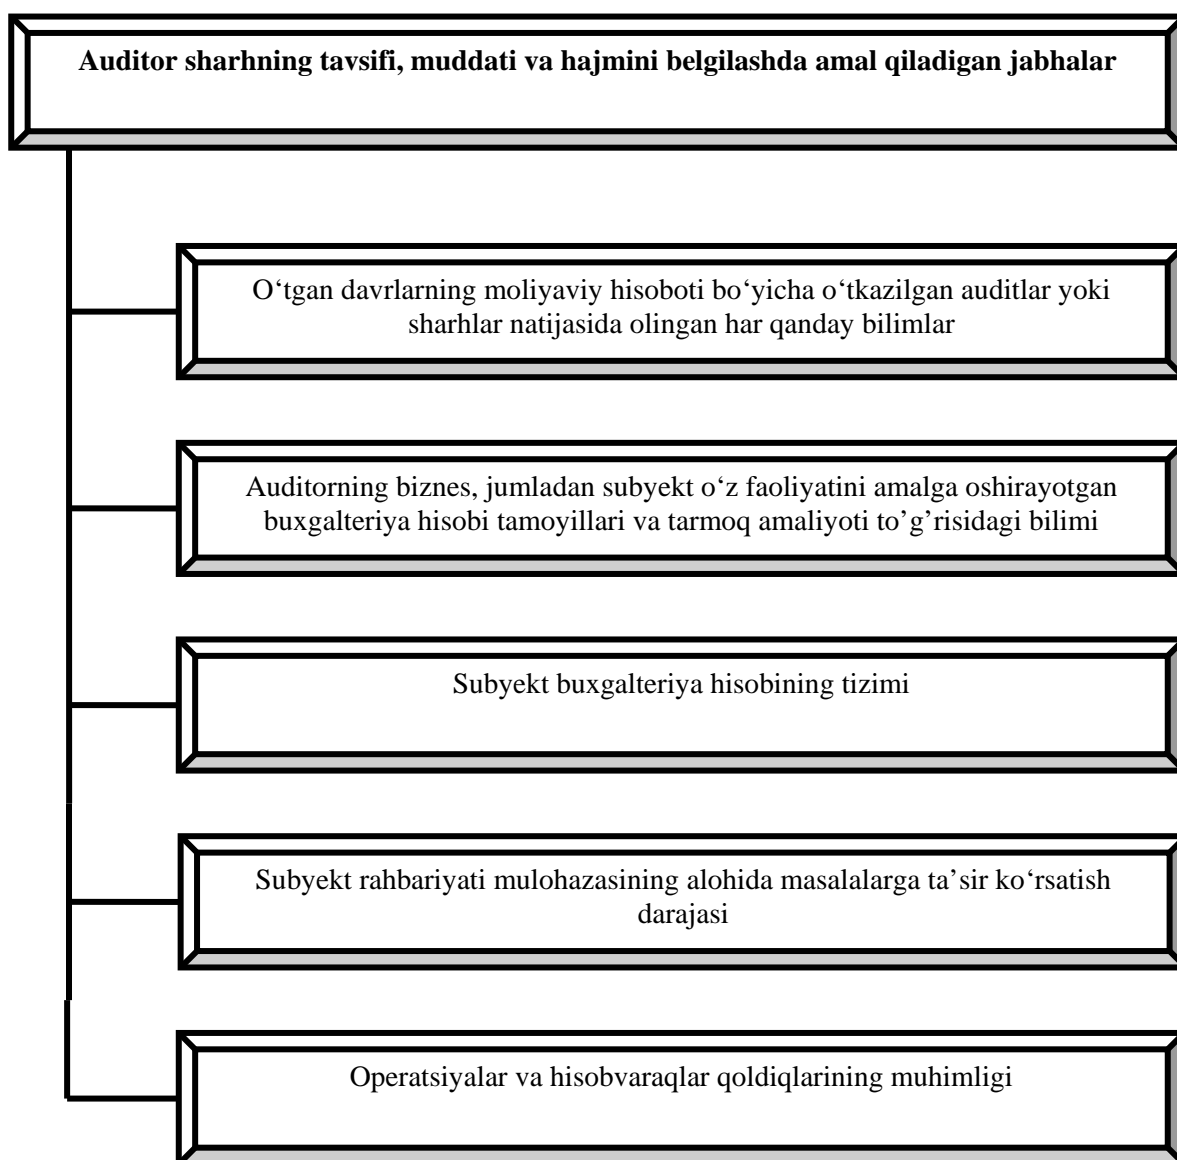 Auditor sharhning tavsifi, muddati va hajmini belgilashda amal qiladigan jabhalar
O‘tgan davrlarning moliyaviy hisoboti bo‘yicha o‘tkazilgan auditlar yoki
sharhlar natijasida olingan har qanday bilimlar
Auditorning biznes, jumladan subyekt o‘z faoliyatini amalga oshirayotgan
buxgalteriya hisobi tamoyillari va tarmoq amaliyoti to’g’risidagi bilimi
Subyekt buxgalteriya hisobining tizimi
Subyekt rahbariyati mulohazasining alohida masalalarga ta’sir ko‘rsatish
darajasi
Operatsiyalar va hisobvaraqlar qoldiqlarining muhimligi